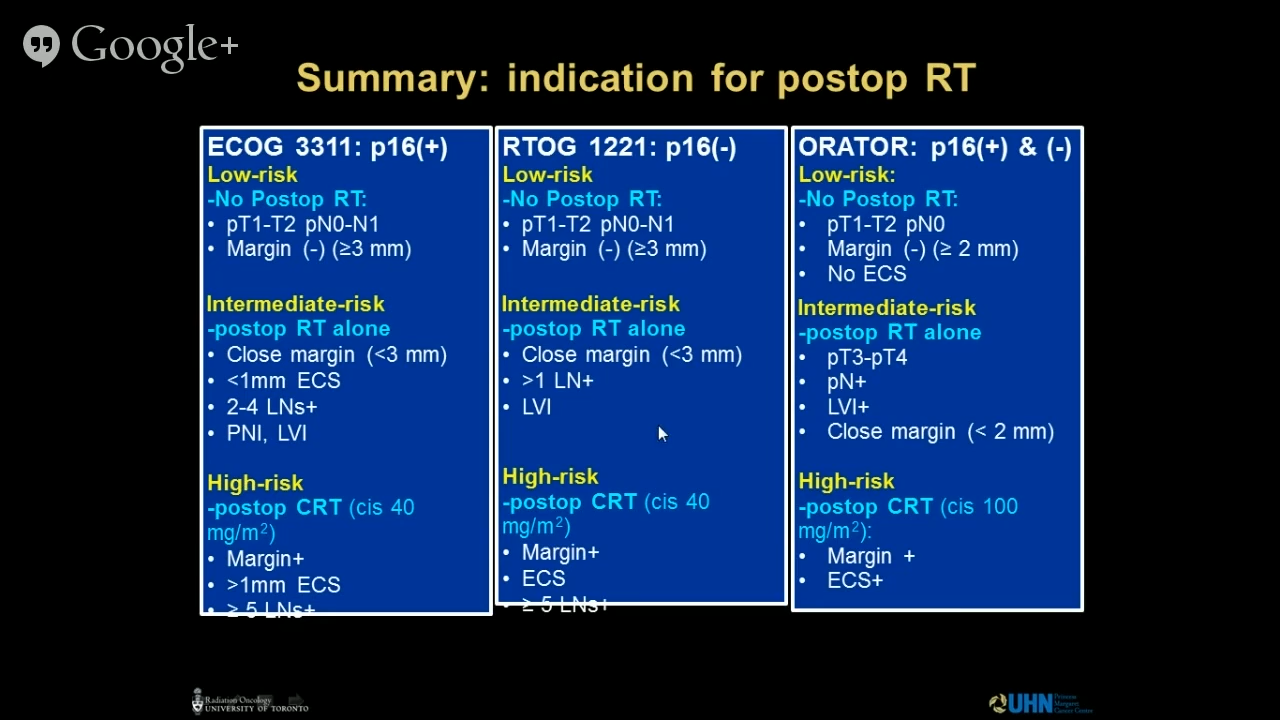 Google+
Summary: indication for postop RT
ECOG 3311: p16(+)
Low-risk
-No Postop RT:
• pT1-T2 pN0-N1
• Margin (-) (≥3 mm)
Intermediate-risk
-postop RT alone
• Close margin (<3 mm)
• <1mm ECS
• 2-4 LNs+
• PNI, LVI
High-risk
-postop CRT (cis 40
mg/m²)
• Margin+
• >1mm ECS
• ≥ 5 LNs+
RTOG 1221: p16(-)
Low-risk
-No Postop RT:
• pT1-T2 pN0-N1
• Margin (-) (≥3 mm)
Intermediate-risk
-postop RT alone
• Close margin (<3 mm)
• >1 LN+
• LVI
High-risk
-postop CRT (cis 40
mg/m²)
• Margin+
• ECS
• ≥ 5 LNs+
ORATOR: p16(+) & (-)
Low-risk:
-No Postop RT:
• pT1-T2 pN0
• Margin (-) (≥ 2 mm)
• No ECS
Intermediate-risk
-postop RT alone
• pT3-pT4
• pN+
• LVI+
• Close margin (< 2 mm)
High-risk
-postop CRT (cis 100
mg/m²):
• Margin +
• ECS+
Radiation Oncology
UNIVERSITY OF TORONTO
UHN
Princess
Margaret
Cancer Centre